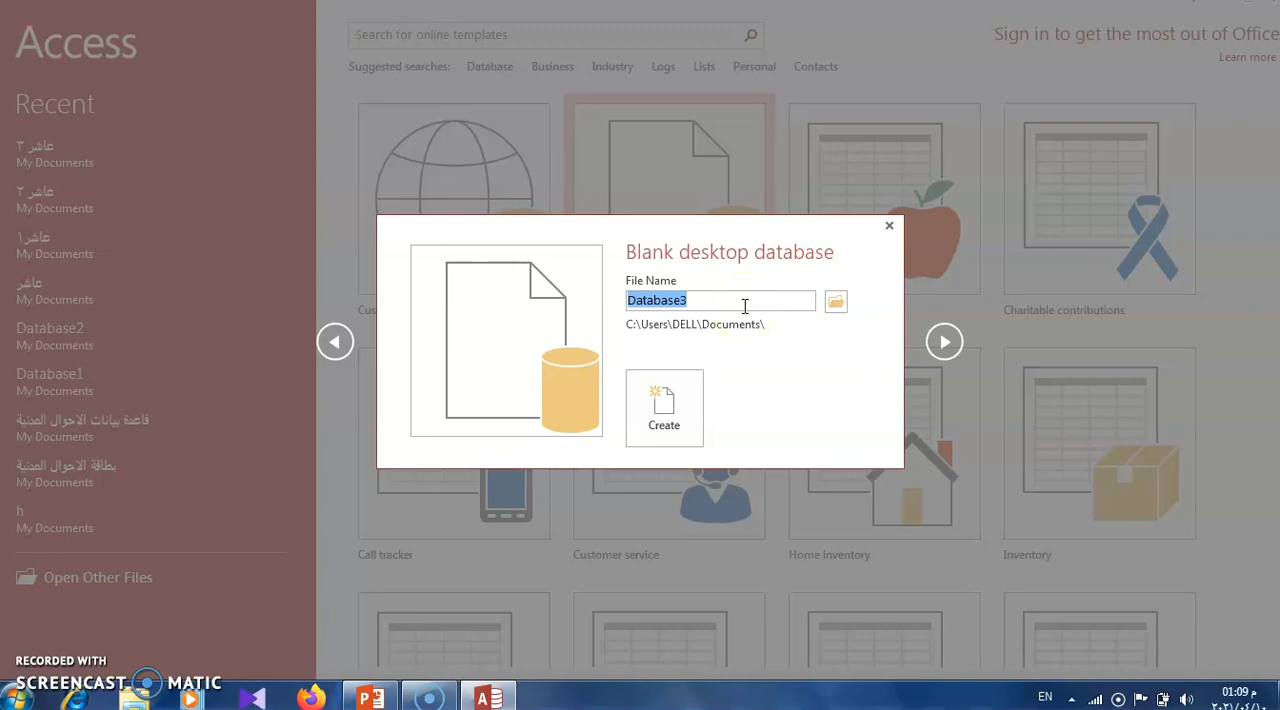 Access
Search for online templates
Sign in to get the most out of Office
Learn more
Suggested searches: Database Business Industry Logs Lists Personal Contacts
Recent
عاشر ٣
My Documents
عاشر ٢
My Documents
عاشر١
My Documents
عاشر
My Documents
Database2
My Documents
Database1
My Documents
قاعدة بيانات الاحوال المدنية
My Documents
بطاقة الاحوال المدنية
My Documents
h
My Documents
Open Other Files
Cus
Charitable contributions
Blank desktop database
File Name
Database3
C:\Users\DELL\Documents\
Create
Call tracker
Customer service
Home inventory
Inventory
RECORDED WITH
SCREENCAST MATIC
EN
01:09 م